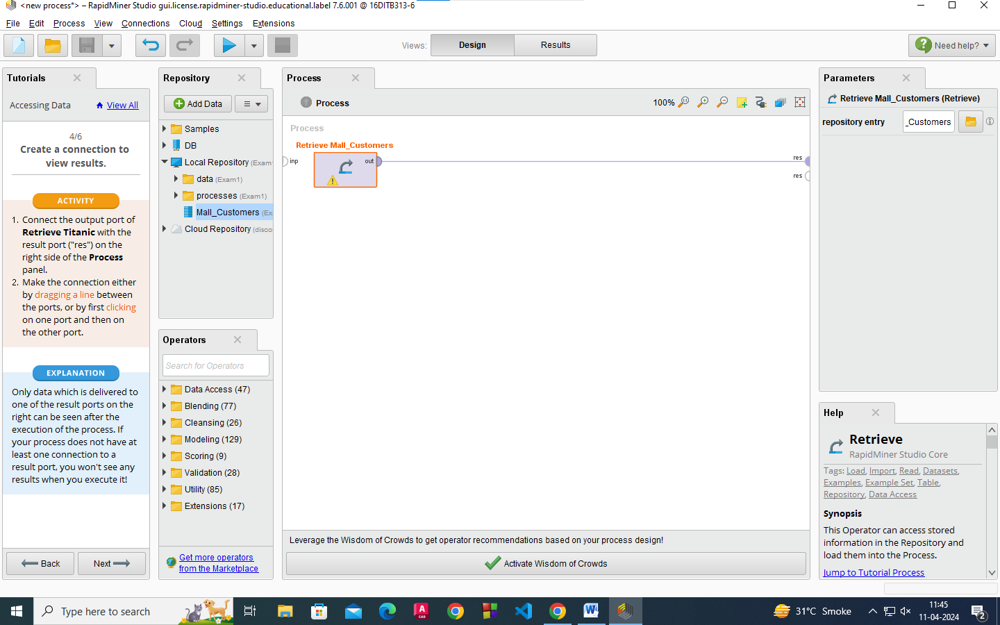 <new process*> – RapidMiner Studio gui.license.rapidminer-studio.educational.label 7.6.001 @ 16DITB313-6
File Edit Process View Connections Cloud Settings Extensions
Views: Design Results Need help?
Tutorials
Accessing Data View All
4/6
Create a connection to
view results.
ACTIVITY
1. Connect the output port of
Retrieve Titanic with the
result port ("res") on the
right side of the Process
panel.
2. Make the connection either
by dragging a line between
the ports, or by first clicking
on one port and then on
the other port.
EXPLANATION
Only data which is delivered to
one of the result ports on the
right can be seen after the
execution of the process. If
your process does not have at
least one connection to a
result port, you won't see any
results when you execute it!
Back Next
Repository
Add Data
Samples
DB
Local Repository (Exam1
data (Exam1)
processes (Exam1)
Mall_Customers (Exa
Cloud Repository (discon
Operators
Search for Operators
Data Access (47)
Blending (77)
Cleansing (26)
Modeling (129)
Scoring (9)
Validation (28)
Utility (85)
Extensions (17)
Get more operators
from the Marketplace
Process
Process 100%
Process
Retrieve Mall_Customers
inp out res
res
Leverage the Wisdom of Crowds to get operator recommendations based on your process design!
Activate Wisdom of Crowds
Parameters
Retrieve Mall_Customers (Retrieve)
repository entry _Customers
Help
Retrieve
RapidMiner Studio Core
Tags: Load, Import, Read, Datasets,
Examples, Example Set, Table,
Repository, Data Access
Synopsis
This Operator can access stored
information in the Repository and
load them into the Process.
Jump to Tutorial Process
Type here to search
A
CAD
W
31°C Smoke
11:45
11-04-2024
2